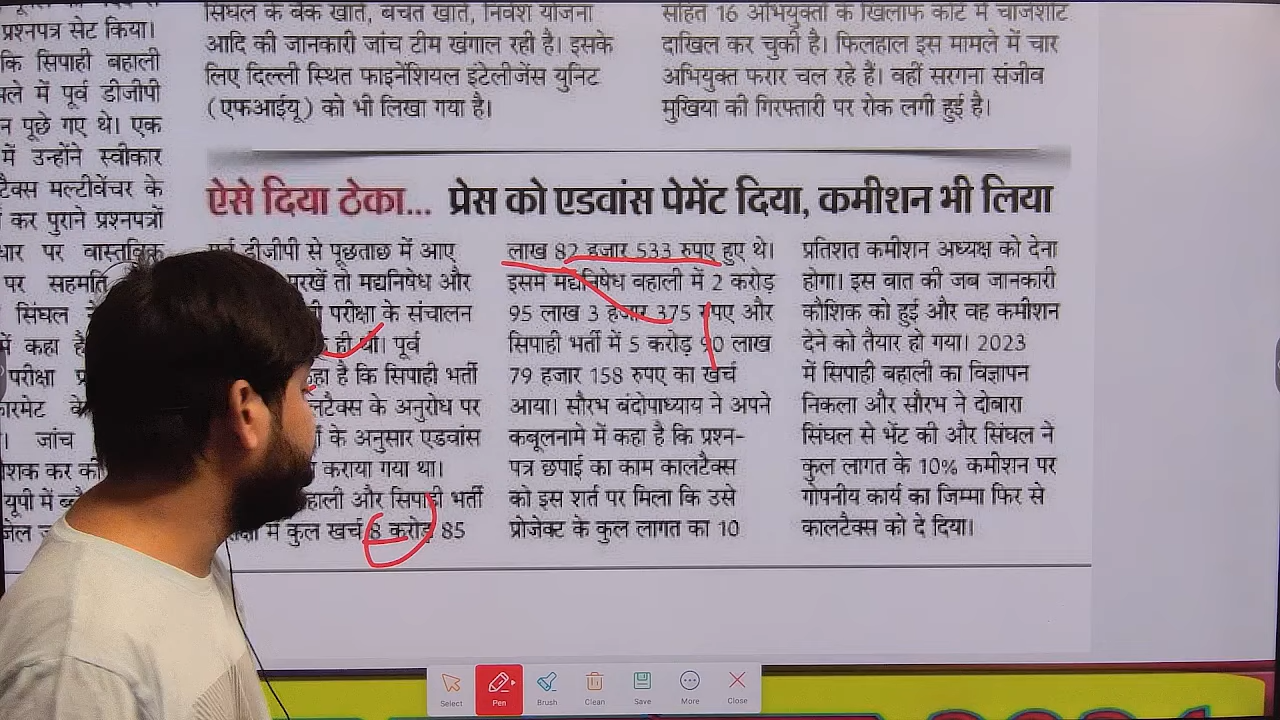 प्रश्नपत्र सेट किया।
कि सिपाही बहाली
मले में पूर्व डीजीपी
न पूछे गए थे। एक
में उन्होंने स्वीकार
टैक्स मल्टीवेंचर के
कर पुराने प्रश्नपत्रों
धार पर वास्तविक
पर सहमति
सिंघल ने
में कहा है
परीक्षा
फारमेट के
। जांच
शक कर की
यूपी में
जेल
सिंघल के बैंक खाते, बचत खाते, निवेश योजना
आदि की जानकारी जांच टीम खंगाल रही है। इसके
लिए दिल्ली स्थित फाइनेंशियल इंटेलीजेंस युनिट
(एफआईयू) को भी लिखा गया है।
सहित 16 अभियुक्तों के खिलाफ कोर्ट में चार्जशीट
दाखिल कर चुकी है। फिलहाल इस मामले में चार
अभियुक्त फरार चल रहे हैं। वहीं सरगना संजीव
मुखिया की गिरफ्तारी पर रोक लगी हुई है।
ऐसे दिया ठेका... प्रेस को एडवांस पेमेंट दिया, कमीशन भी लिया
पूर्व डीजीपी से पूछताछ में आए
परखें तो मद्यनिषेध और
परीक्षा के संचालन
ही था। पूर्व
कहा है कि सिपाही भर्ती
लटैक्स के अनुरोध पर
के अनुसार एडवांस
कराया गया था।
हाली और सिपाही भर्ती
में कुल खर्च 8 करोड़ 85
लाख 82 हजार 533 रुपए हुए थे।
इसमें मद्यनिषेध वहाली में 2 करोड़
95 लाख 3 हजार 375 रुपए और
सिपाही भर्ती में 5 करोड़ 90 लाख
79 हजार 158 रुपए का खर्च
आया। सौरभ बंदोपाध्याय ने अपने
कबूलनामे में कहा है कि प्रश्न-
पत्र छपाई का काम कालटैक्स
को इस शर्त पर मिला कि उसे
प्रोजेक्ट के कुल लागत का 10
प्रतिशत कमीशन अध्यक्ष को देना
होगा। इस बात की जब जानकारी
कौशिक को हुई और वह कमीशन
देने को तैयार हो गया। 2023
में सिपाही बहाली का विज्ञापन
निकला और सौरभ ने दोबारा
सिंघल से भेंट की और सिंघल ने
कुल लागत के 10% कमीशन पर
गोपनीय कार्य का जिम्मा फिर से
कालटैक्स को दे दिया।
Select Pen Brush Clean Save More Close